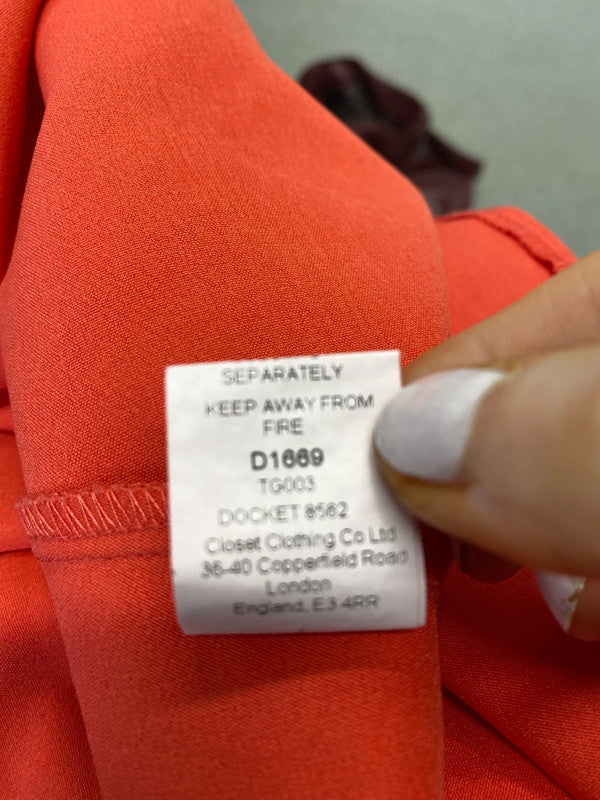 SEPARATELY
KEEP AWAY FROM
FIRE
D1669
TG003
DOCKET 8562
Closet Clothing Co Ltd
36-40 Copperfield Road
London
England, E3 4RR